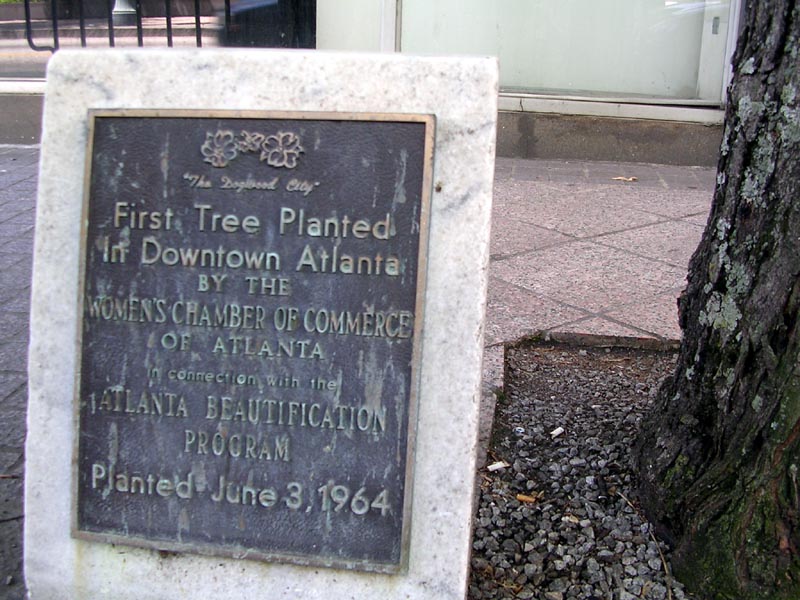 "The Dogwood City"
First Tree Planted
In Downtown Atlanta
BY THE
WOMEN'S CHAMBER OF COMMERCE
OF ATLANTA
in connection with the
ATLANTA BEAUTIFICATION
PROGRAM
Planted June 3, 1964